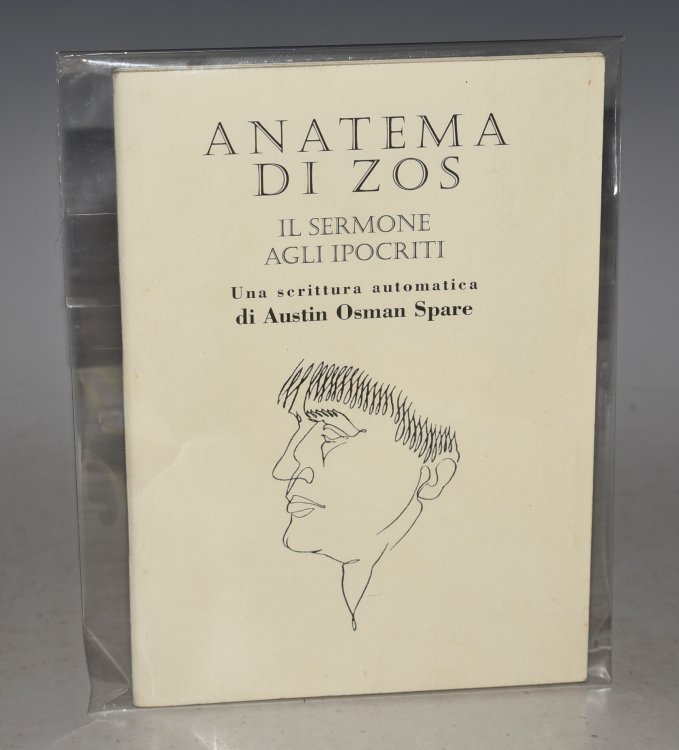 ANATEMA
DI ZOS
IL SERMONE
AGLI IPOCRITI
Una scrittura automatica
di Austin Osman Spare